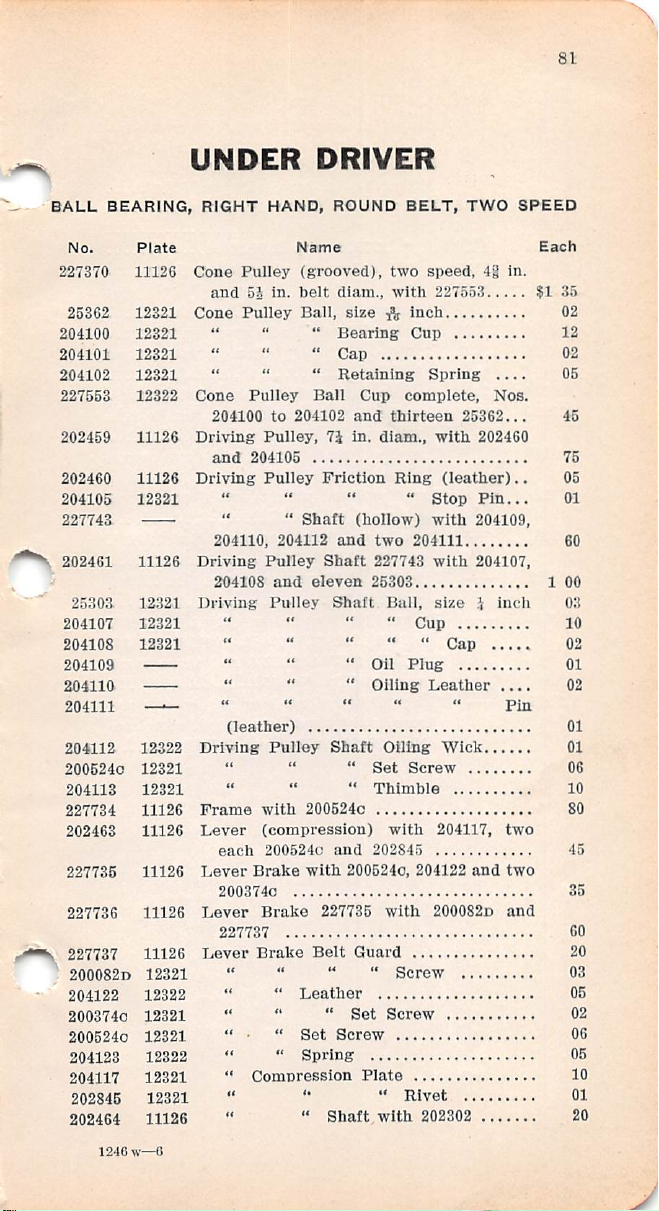 81
UNDER DRIVER
BALL BEARING, RIGHT HAND, ROUND BELT, TWO SPEED
No. Plate Name Each
227370 11126 Cone Pulley (grooved), two speed, 4⅜ in.
and 5½ in. belt diam., with 227553..... $1 35
25362 12321 Cone Pulley Ball, size 3/16 inch.......... 02
204100 12321 “ “ “ Bearing Cup ......... 12
204101 12321 “ “ “ Cap .................. 02
204102 12321 “ “ “ Retaining Spring .... 05
227553 12322 Cone Pulley Ball Cup complete, Nos.
204100 to 204102 and thirteen 25362... 45
202459 11126 Driving Pulley, 7¼ in. diam., with 202460
and 204105 .......................... 75
202460 11126 Driving Pulley Friction Ring (leather).. 05
204105 12321 “ “ “ “ Stop Pin... 01
227743 —— “ “ Shaft (hollow) with 204109,
204110, 204112 and two 204111........ 60
202461 11126 Driving Pulley Shaft 227743 with 204107,
204108 and eleven 25303.............. 1 00
25303 12321 Driving Pulley Shaft Ball, size ¼ inch 03
204107 12321 “ “ “ “ Cup ......... 10
204108 12321 “ “ “ “ “ Cap ..... 02
204109 —— “ “ “ Oil Plug ......... 01
204110 —— “ “ “ Oiling Leather .... 02
204111 —— “ “ “ “ “ Pin
(leather) ........................... 01
204112 12322 Driving Pulley Shaft Oiling Wick...... 01
200524C 12321 “ “ “ Set Screw ........ 06
204113 12321 “ “ “ Thimble .......... 10
227734 11126 Frame with 200524C ................... 80
202463 11126 Lever (compression) with 204117, two
each 200524C and 202845 ............ 45
227735 11126 Lever Brake with 200524C, 204122 and two
200374C ............................. 35
227736 11126 Lever Brake 227735 with 200082D and
227737 .............................. 60
227737 11126 Lever Brake Belt Guard ............... 20
200082D 12321 “ “ “ “ Screw ......... 03
204122 12322 “ “ Leather ................... 05
200374C 12321 “ “ “ Set Screw ........... 02
200524C 12321 “ “ Set Screw ................. 06
204123 12322 “ “ Spring .................... 05
204117 12321 “ Compression Plate ............... 10
202845 12321 “ “ “ Rivet ......... 01
202464 11126 “ “ Shaft with 202302 ....... 20
1246 W—6